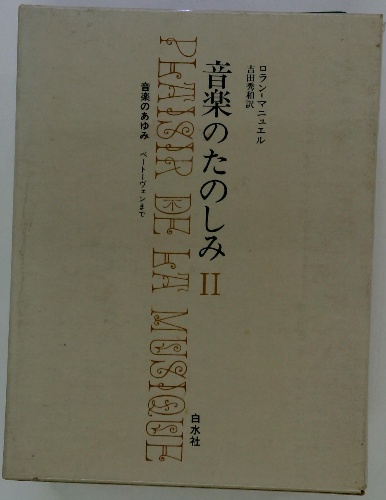 ロラン=マニュエル
吉田秀和訳
音楽のたのしみ II
PLAISIR DE LA MUSIQUE
音楽のあゆみ ベートーヴェンまで
白水社